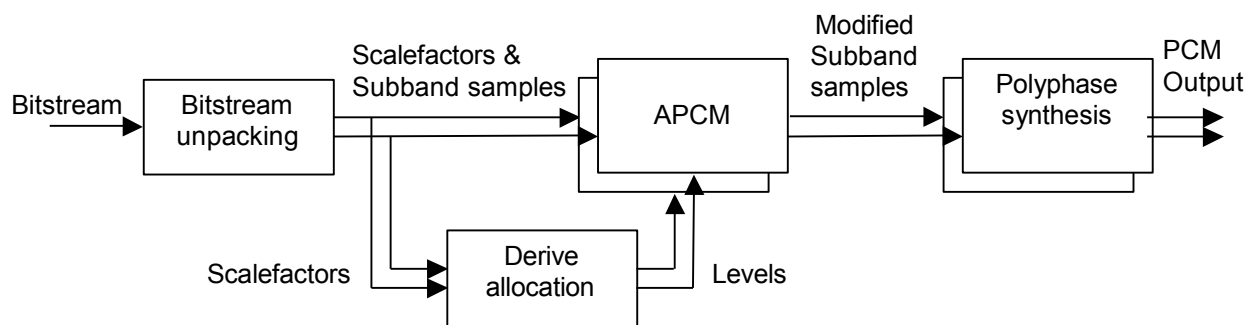 Bitstream
Bitstream
unpacking
Scalefactors &
Subband samples
APCM
Modified
Subband
samples
Polyphase
synthesis
PCM
Output
Scalefactors
Derive
allocation
Levels